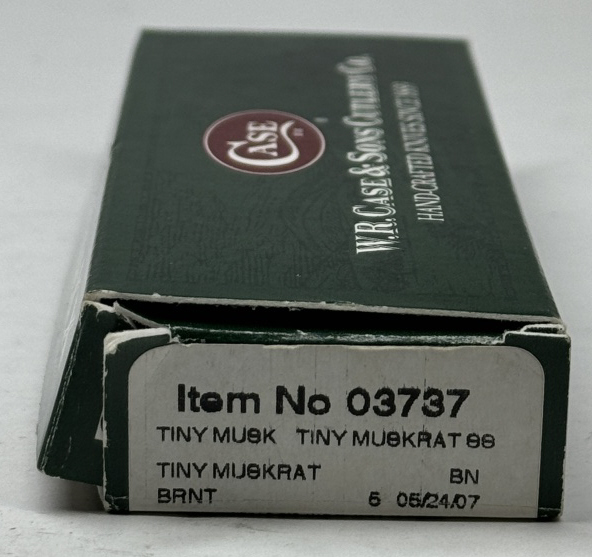 CASE
W.R. CASE & SONS CUTLERY CO.
HAND-CRAFTED KNIVES SINCE 1889
Item No 03737
TINY MUSK TINY MUSKRAT SS
TINY MUSKRAT BN
BRNT 5 05/24/07